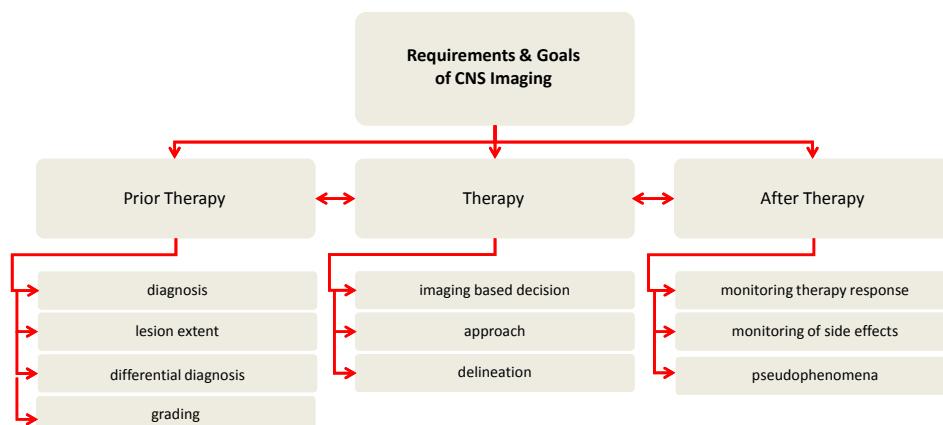 Requirements & Goals
of CNS Imaging
Prior Therapy
Therapy
After Therapy
diagnosis
lesion extent
differential diagnosis
grading
imaging based decision
approach
delineation
monitoring therapy response
monitoring of side effects
pseudophenomena